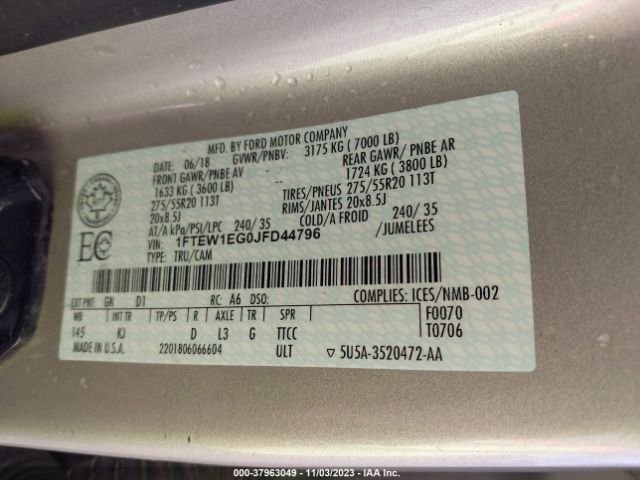 MFD. BY FORD MOTOR COMPANY
DATE: 06/18 GVWR/PNBV: 3175 KG ( 7000 LB)
FRONT GAWR/PNBE AV REAR GAWR/ PNBE AR
1633 KG ( 3600 LB) 1724 KG ( 3800 LB)
275/55R20 113T TIRES/PNEUS 275/55R20 113T
20x8.5J RIMS/JANTES 20x8.5J
AT/A kPa/PSI/LPC 240/ 35 COLD/A FROID 240/ 35
VIN: 1FTEW1EG0JFD44796 /JUMELEES
TYPE: TRU/CAM
EC
EXT PNT: GN D1 RC: A6 DSO: COMPLIES: ICES/NMB-002
WB INT TR TP/PS R AXLE TR SPR F0070
145 KJ D L3 G TTCC T0706
MADE IN U.S.A. 2201806066604 ULT ▽ 5U5A-3520472-AA
000-37963049 - 11/03/2023 - IAA Inc.